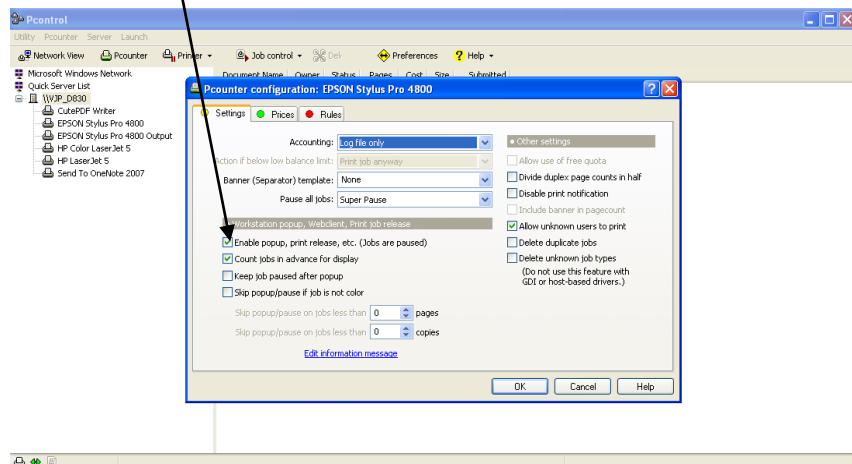 Pcontrol
Utility Pcounter Server Launch
Network View Pcounter Printer Job control Del Preferences ? Help
Microsoft Windows Network
Document Name Owner Status Pages Cost Size Submitted
Quick Server List
\\VJP_D830
CutePDF Writer
EPSON Stylus Pro 4800
EPSON Stylus Pro 4800 Output
HP Color LaserJet 5
HP LaserJet 5
Send To OneNote 2007
Pcounter configuration: EPSON Stylus Pro 4800
Settings Prices Rules
Accounting: Log file only
Action if below low balance limit: Print job anyway
Banner (Separator) template: None
Pause all jobs: Super Pause
Workstation popup, Webclient, Print job release
Enable popup, print release, etc. (Jobs are paused)
Count jobs in advance for display
Keep job paused after popup
Skip popup/pause if job is not color
Skip popup/pause on jobs less than 0 pages
Skip popup/pause on jobs less than 0 copies
Edit information message
• Other settings
Allow use of free quota
Divide duplex page counts in half
Disable print notification
Include banner in pagecount
Allow unknown users to print
Delete duplicate jobs
Delete unknown job types
(Do not use this feature with
GDI or host-based drivers.)
OK Cancel Help